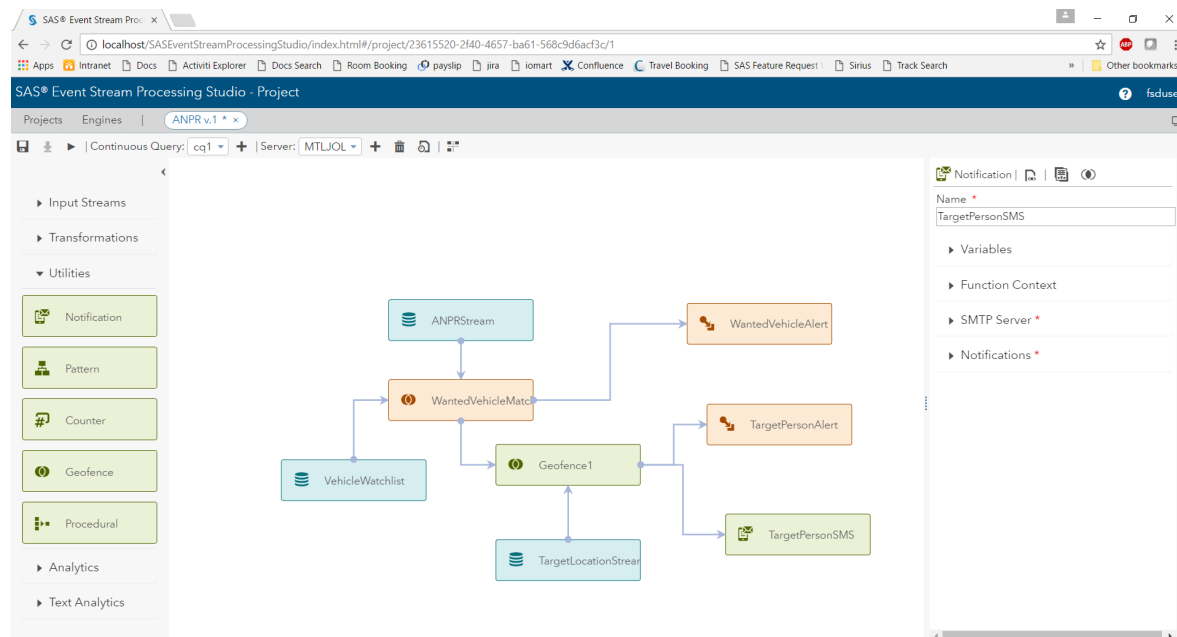 SAS® Event Stream Proc
localhost/SASEventStreamProcessingStudio/index.html#/project/23615520-2f40-4657-ba61-568c9d6acf3c/1
ABP
Apps Intranet Docs Activiti Explorer Docs Search Room Booking payslip jira iomart Confluence Travel Booking SAS Feature Request Sirius Track Search » Other bookmarks
SAS® Event Stream Processing Studio - Project
? fsduse
Projects Engines | ANPR v.1 * ×
Continuous Query: cq1 Server: MTLJOL
Input Streams
Transformations
Utilities
Notification
Pattern
Counter
Geofence
Procedural
Analytics
Text Analytics
ANPRStream
WantedVehicleAlert
WantedVehicleMatc
TargetPersonAlert
Geofence1
VehicleWatchlist
TargetPersonSMS
TargetLocationStrear
Notification
Name *
TargetPersonSMS
Variables
Function Context
SMTP Server *
Notifications *